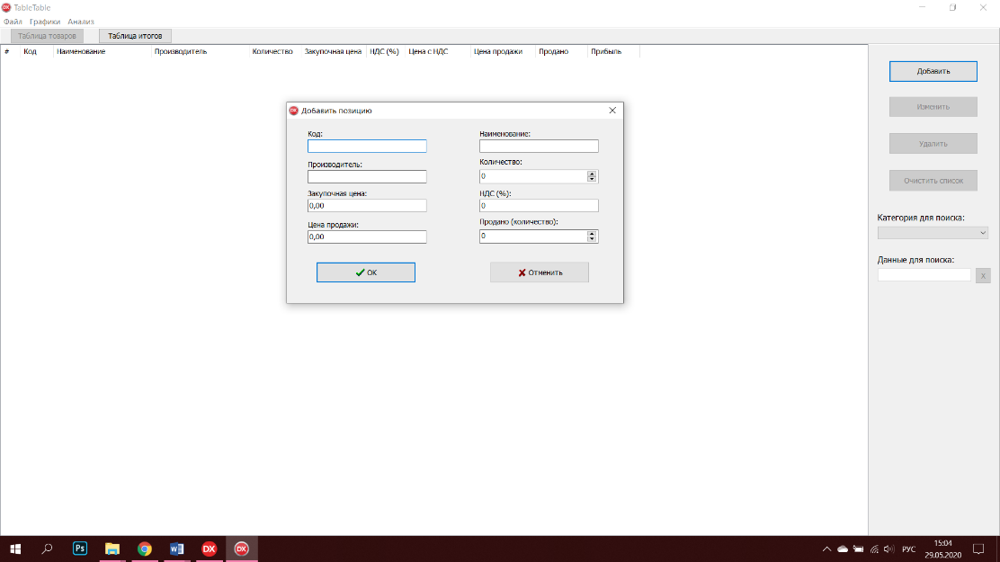 DX TableTable
Файл Графики Анализ
Таблица товаров Таблица итогов
# Код Наименование Производитель Количество Закупочная цена НДС (%) Цена с НДС Цена продажи Продано Прибыль
Добавить
Изменить
Удалить
Очистить список
Категория для поиска:
Данные для поиска:
X
DX Добавить позицию
Код: Наименование:
Производитель: Количество:
0
Закупочная цена: НДС (%):
0,00 0
Цена продажи: Продано (количество):
0,00 0
OK Отменить
Ps W DX DX РУС 15:04
29.05.2020